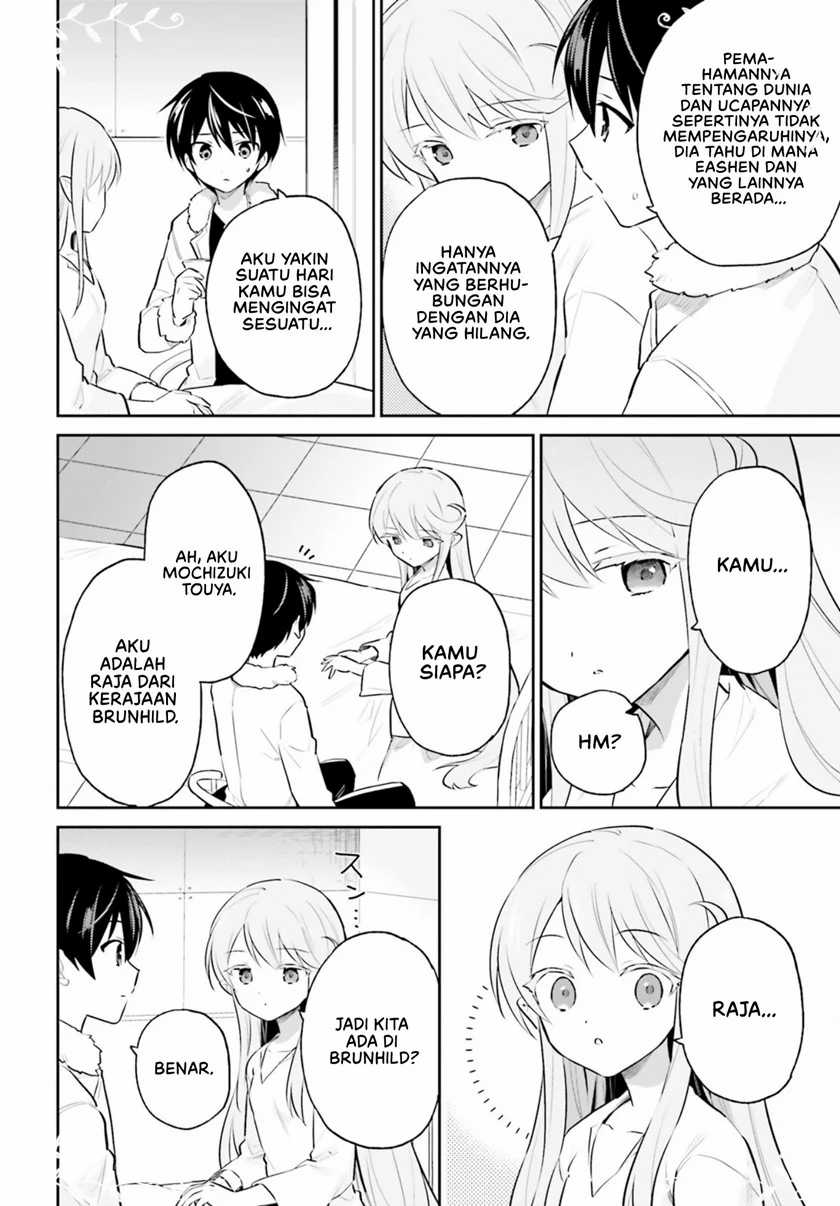 PEMA-
HAMANNYA
TENTANG DUNIA
DAN UCAPANNYA
SEPERTINYA TIDAK
MEMPENGARUHINYA,
DIA TAHU DI MANA
EASHEN DAN
YANG LAINNYA
BERADA...
HANYA
INGATANNYA
YANG BERHU-
BUNGAN
DENGAN DIA
YANG HILANG.
AKU YAKIN
SUATU HARI
KAMU BISA
MENGINGAT
SESUATU...
KAMU...
HM?
KAMU
SIAPA?
AH, AKU
MOCHIZUKI
TOUYA.
AKU
ADALAH
RAJA DARI
KERAJAAN
BRUNHILD.
RAJA...
スン...
JADI KITA
ADA DI
BRUNHILD?
BENAR.